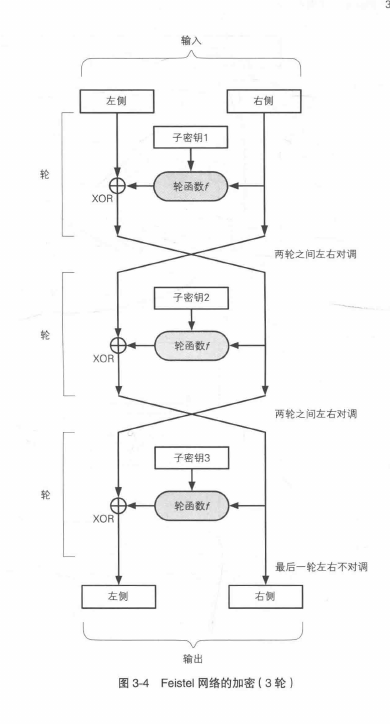 3
输入
左侧 右侧
子密钥1
轮
轮函数f
XOR
两轮之间左右对调
子密钥2
轮
轮函数f
XOR
两轮之间左右对调
子密钥3
轮
轮函数f
XOR
最后一轮左右不对调
左侧 右侧
输出
图 3-4 Feistel 网络的加密(3 轮)